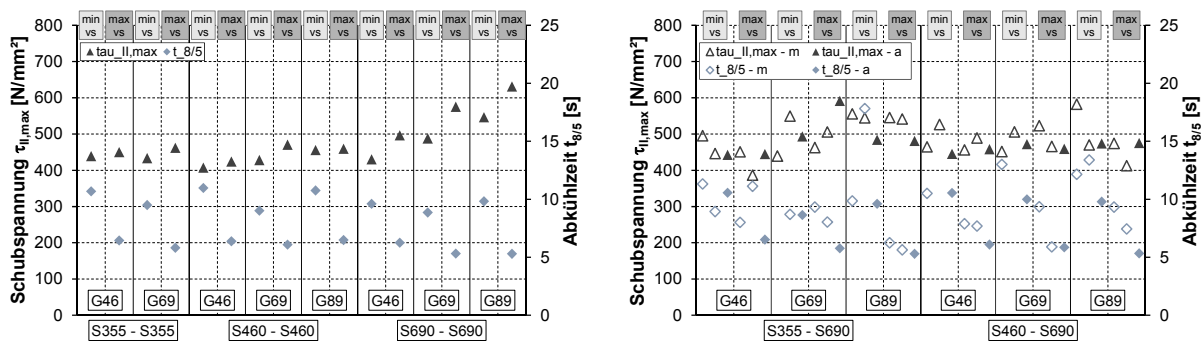 min min min min min min min min
max max max max max max max max
vs vs vs vs vs vs vs vs vs vs vs vs vs vs vs vs
tau_II,max t_8/5
Schubspannung τII,max [N/mm²]
800
700
600
500
400
300
200
100
0
Abkühlzeit t8/5 [s]
25
20
15
10
5
0
G46 G69 G46 G69 G89 G46 G69 G89
S355 - S355 S460 - S460 S690 - S690
min max min max min max min max min max min max
vs vs vs vs vs vs vs vs vs vs vs vs
tau_II,max - m tau_II,max - a
t_8/5 - m t_8/5 - a
Schubspannung τII,max [N/mm²]
800
700
600
500
400
300
200
100
0
Abkühlzeit t8/5 [s]
25
20
15
10
5
0
G46 G69 G89 G46 G69 G89
S355 - S690 S460 - S690